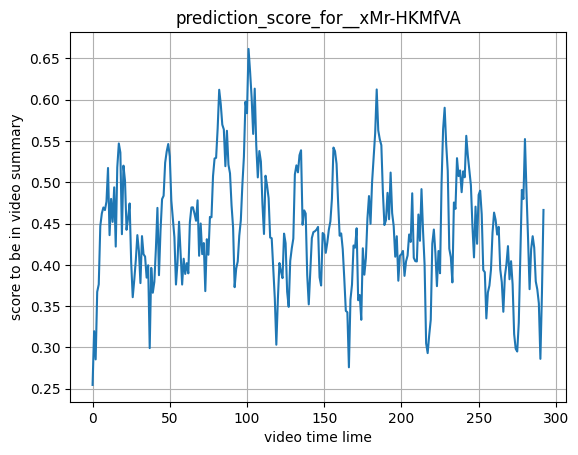 prediction_score_for__xMr-HKMfVA
score to be in video summary
0.65
0.60
0.55
0.50
0.45
0.40
0.35
0.30
0.25
0 50 100 150 200 250 300
video time lime